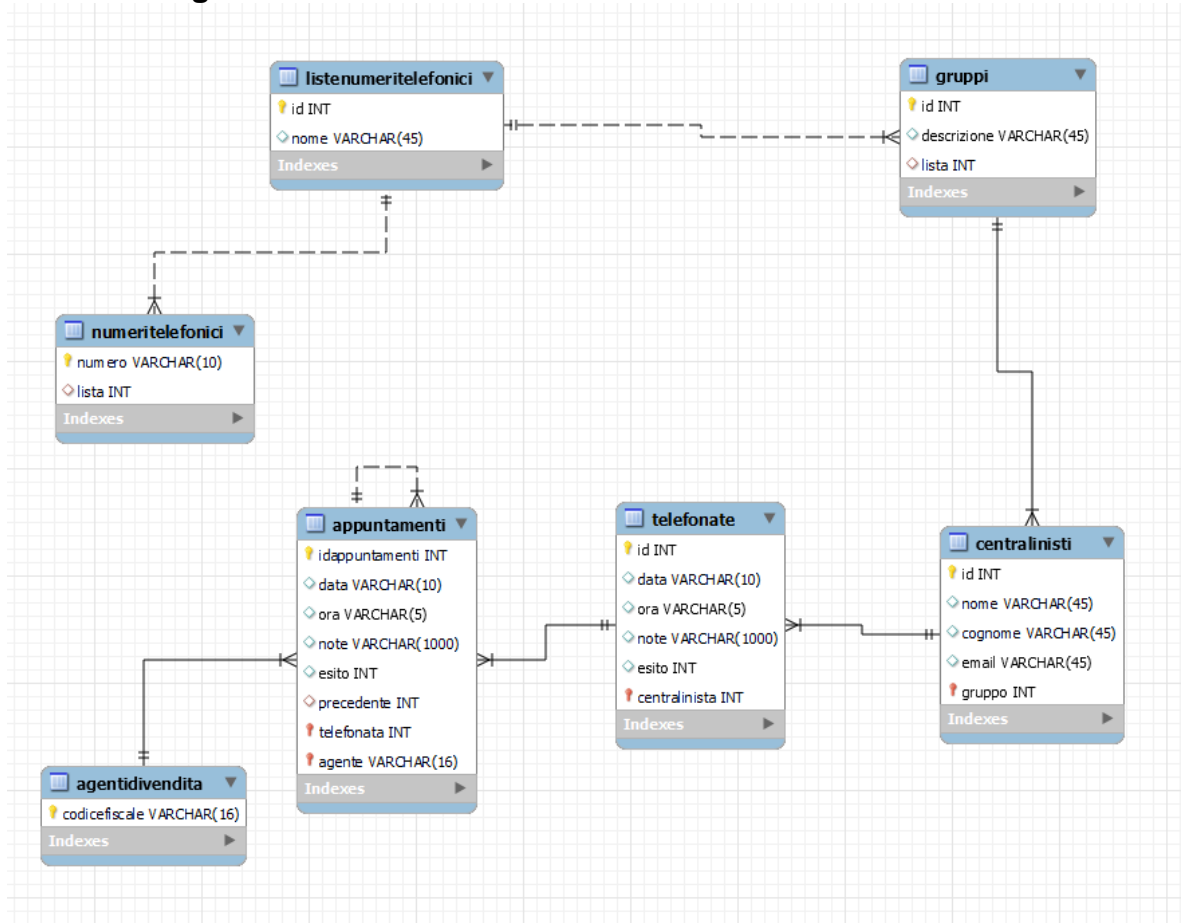 listenumeritelefonici
id INT
nome VARCHAR(45)
Indexes
gruppi
id INT
descrizione VARCHAR(45)
lista INT
Indexes
numeritelefonici
numero VARCHAR(10)
lista INT
Indexes
appuntamenti
idappuntamenti INT
data VARCHAR(10)
ora VARCHAR(5)
note VARCHAR(1000)
esito INT
precedente INT
telefonata INT
agente VARCHAR(16)
Indexes
telefonate
id INT
data VARCHAR(10)
ora VARCHAR(5)
note VARCHAR(1000)
esito INT
centralinista INT
Indexes
centralinisti
id INT
nome VARCHAR(45)
cognome VARCHAR(45)
email VARCHAR(45)
gruppo INT
Indexes
agentidivendita
codicefiscale VARCHAR(16)
Indexes